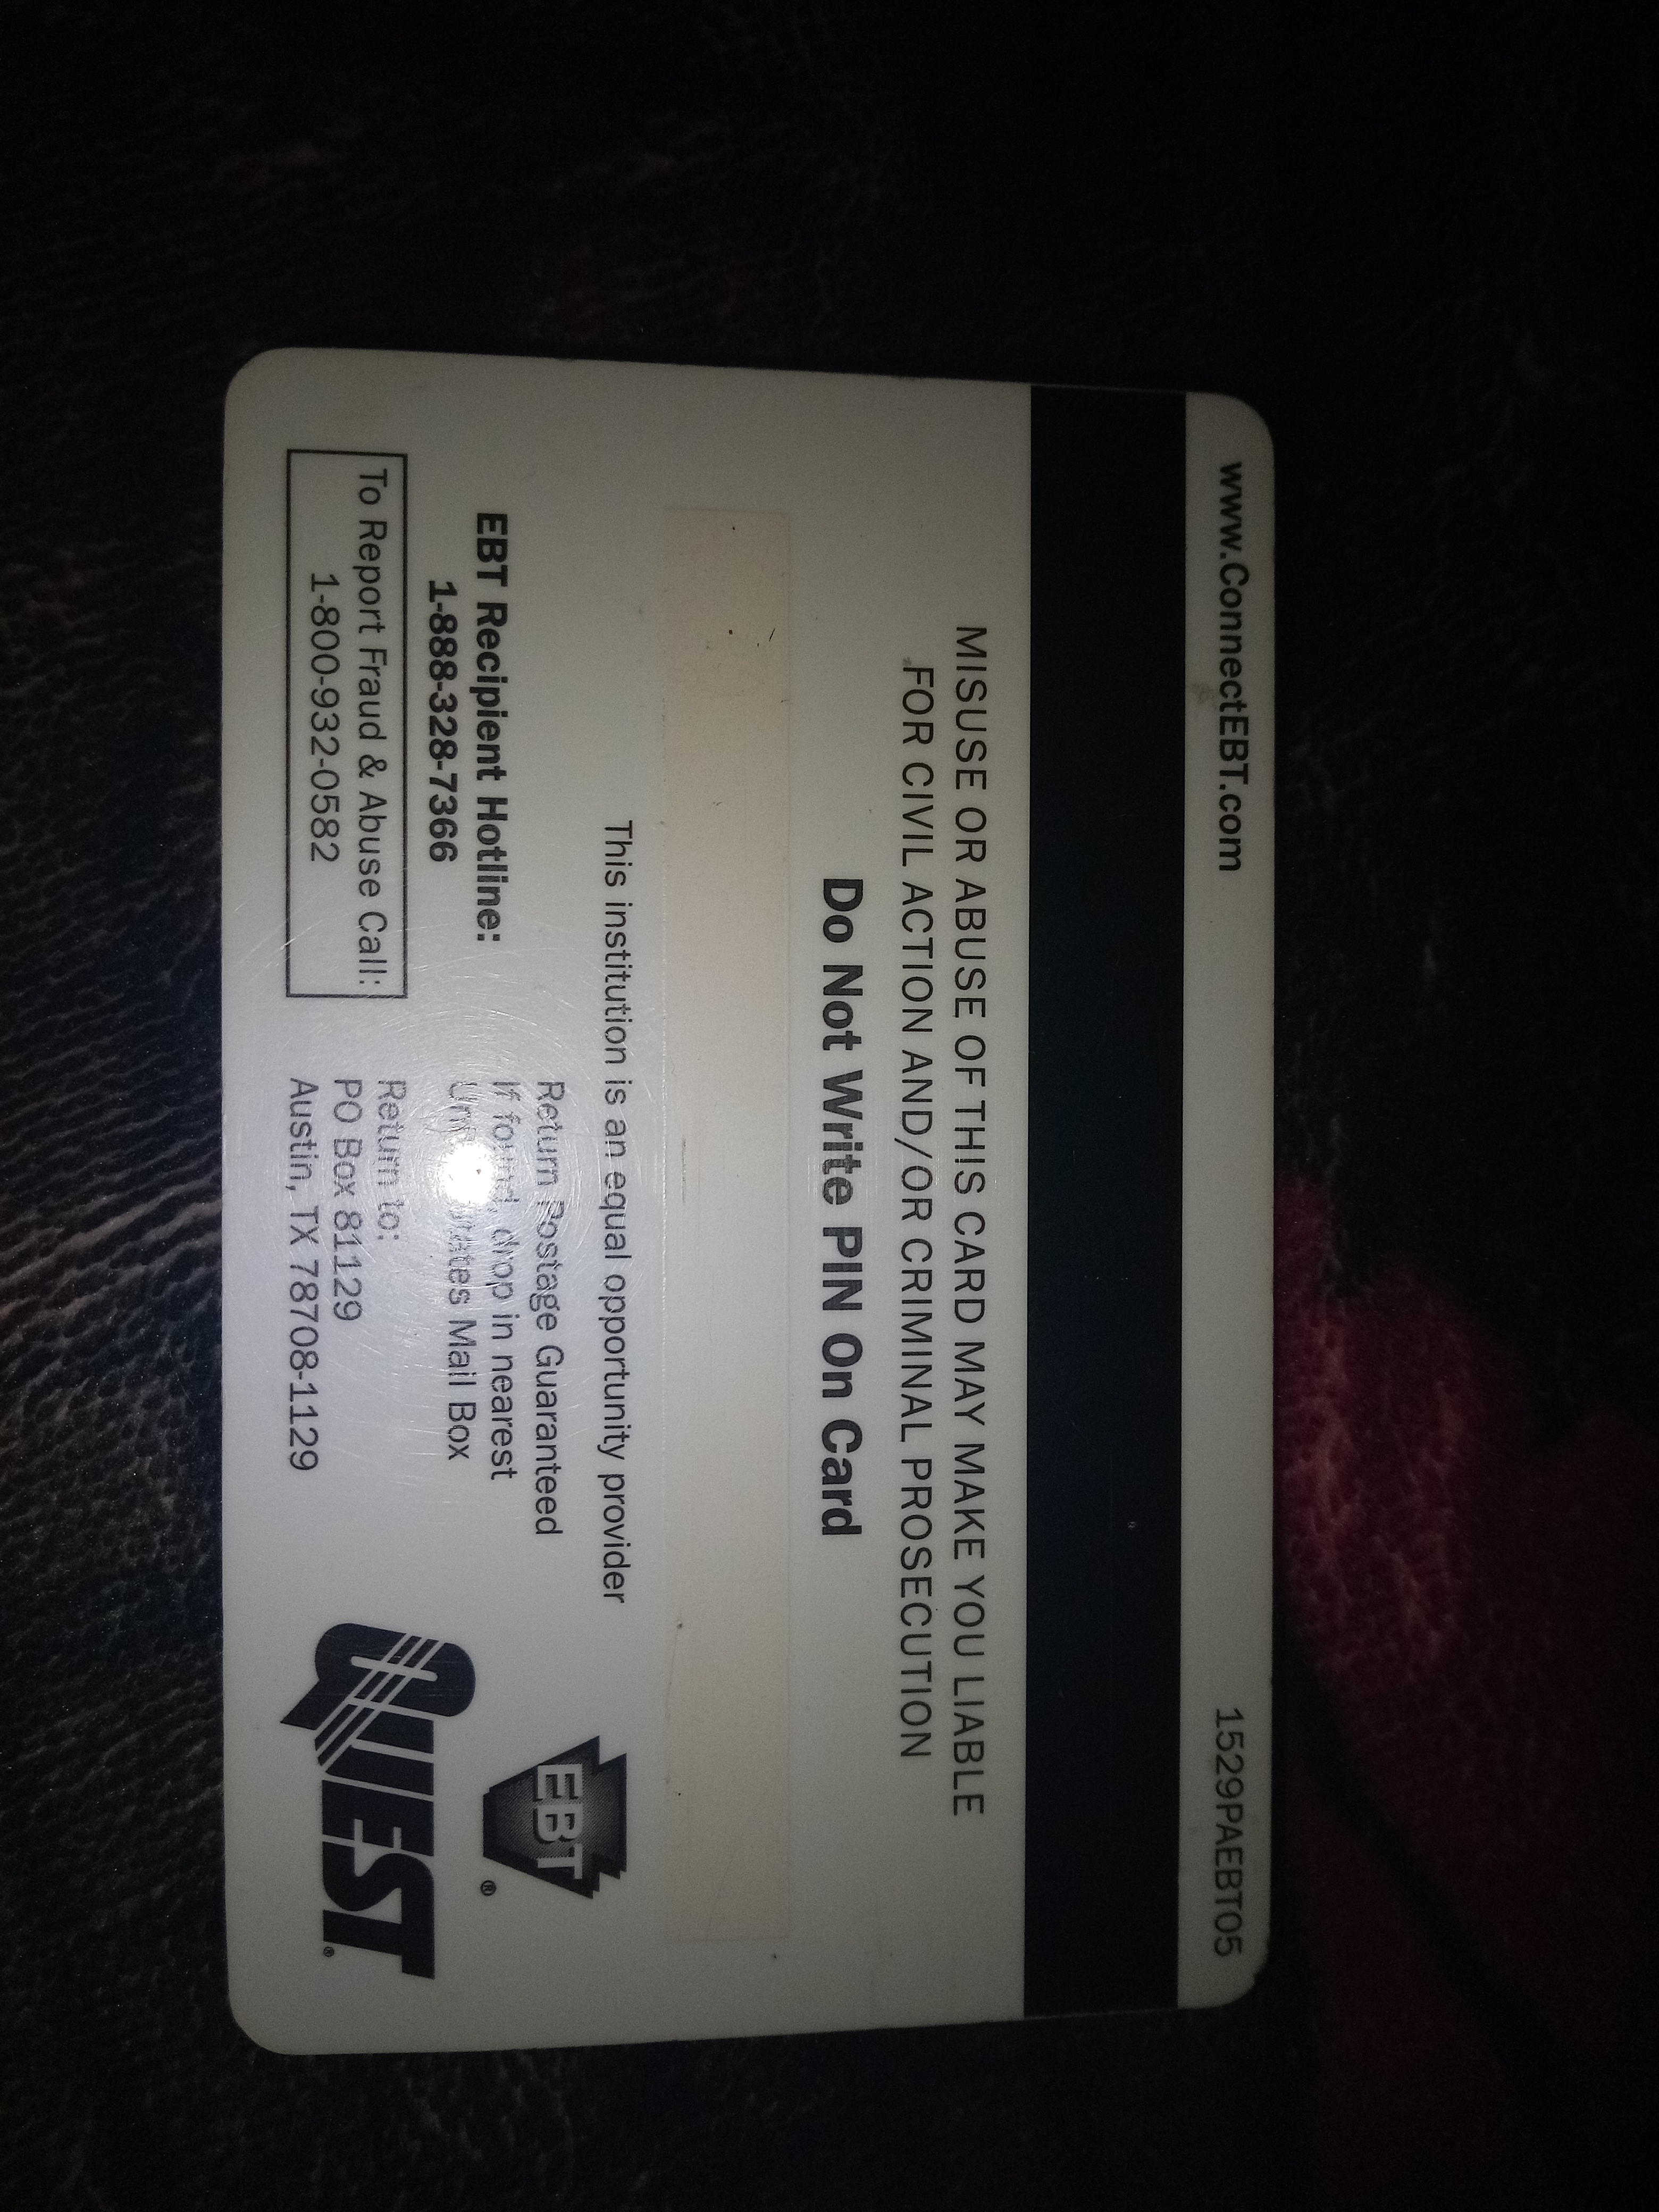 www.ConnectEBT.com 1529PAEBT05
MISUSE OR ABUSE OF THIS CARD MAY MAKE YOU LIABLE
FOR CIVIL ACTION AND/OR CRIMINAL PROSECUTION
Do Not Write PIN On Card
This institution is an equal opportunity provider
EBT Recipient Hotline:
1-888-328-7366
To Report Fraud & Abuse Call:
1-800-932-0582
Return Postage Guaranteed
If found, drop in nearest
Mail Box
Return to:
PO Box 81129
Austin, TX 78708-1129
EBT ®
QUEST ®